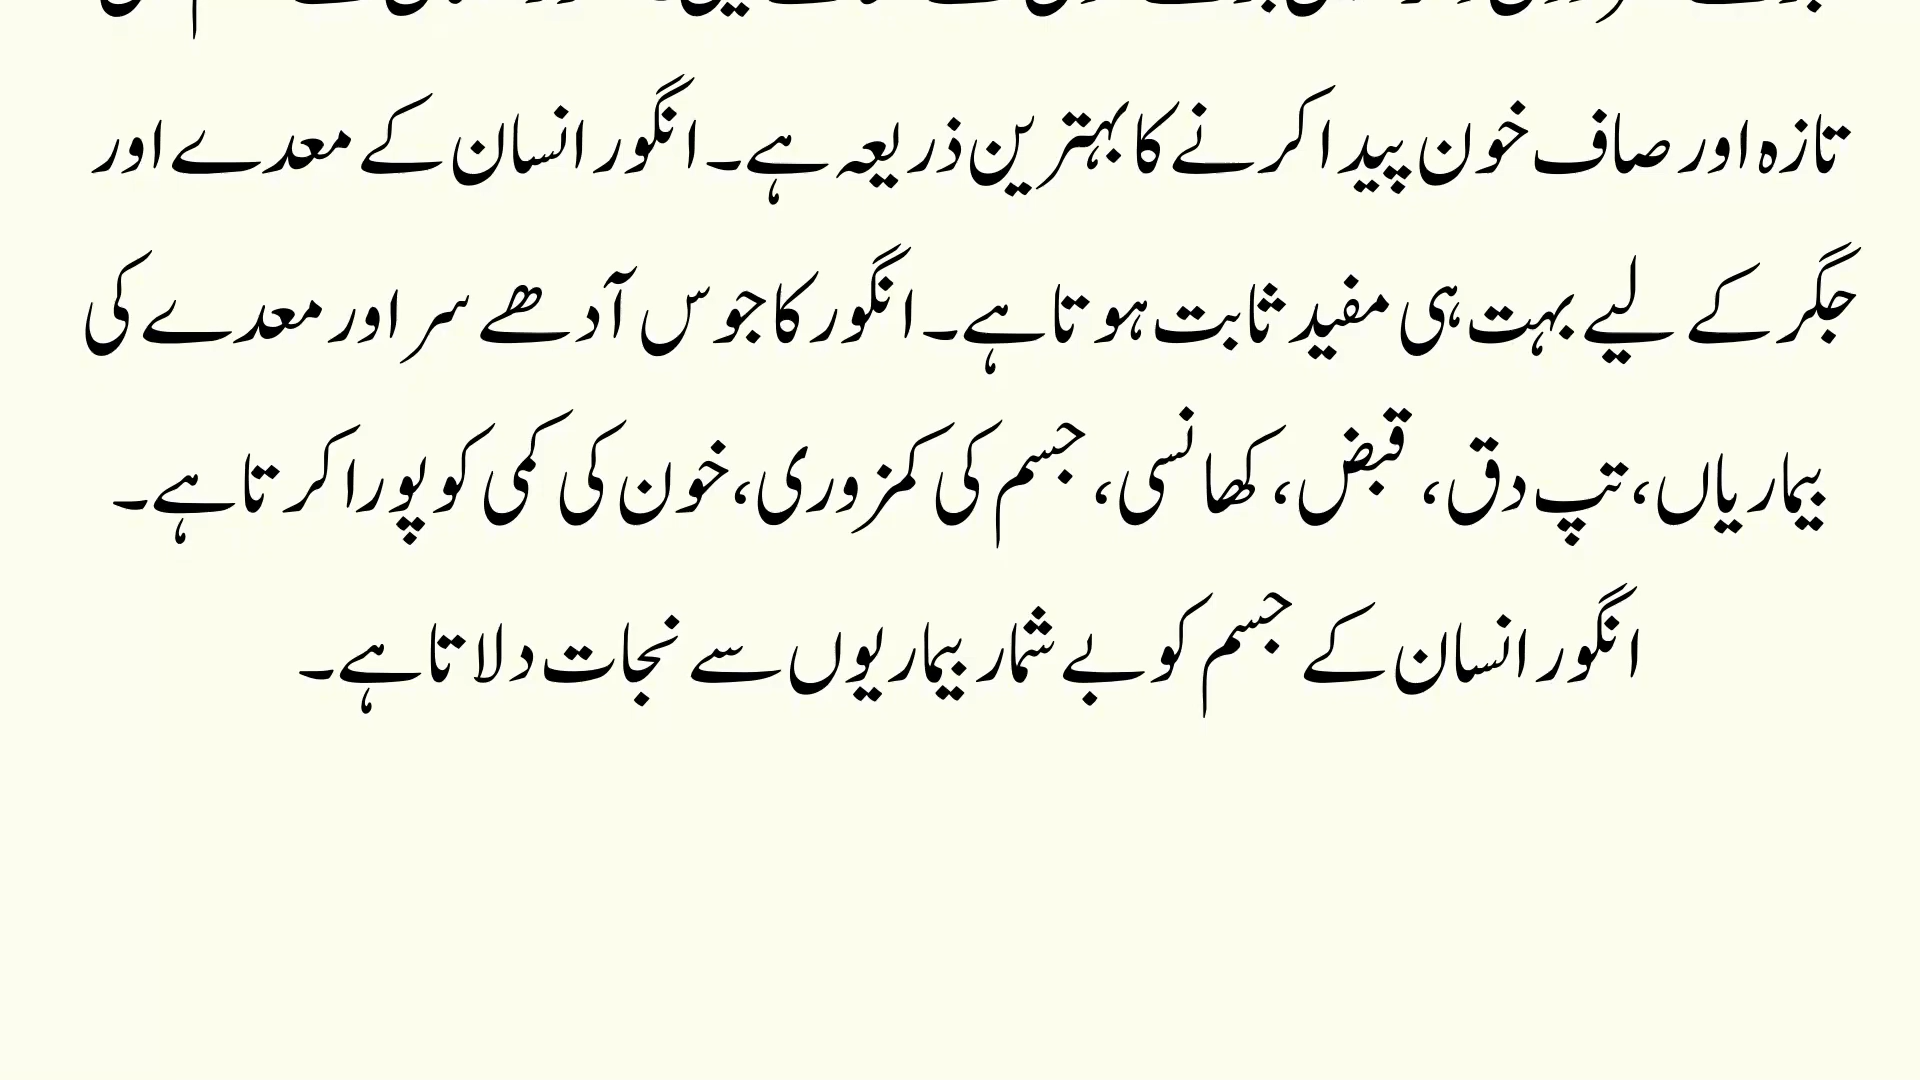 تازہ اور صاف خون پیدا کرنے کا بہترین ذریعہ ہے۔ انگور انسان کے معدے اور
جگر کے لیے بہت ہی مفید ثابت ہوتا ہے۔ انگور کا جوس آدھے سر اور معدے کی
بیماریاں، تپ دق، قبض، کھانسی، جسم کی کمزوری، خون کی کمی کو پورا کرتا ہے۔
انگور انسان کے جسم کو بے شمار بیماریوں سے نجات دلاتا ہے۔